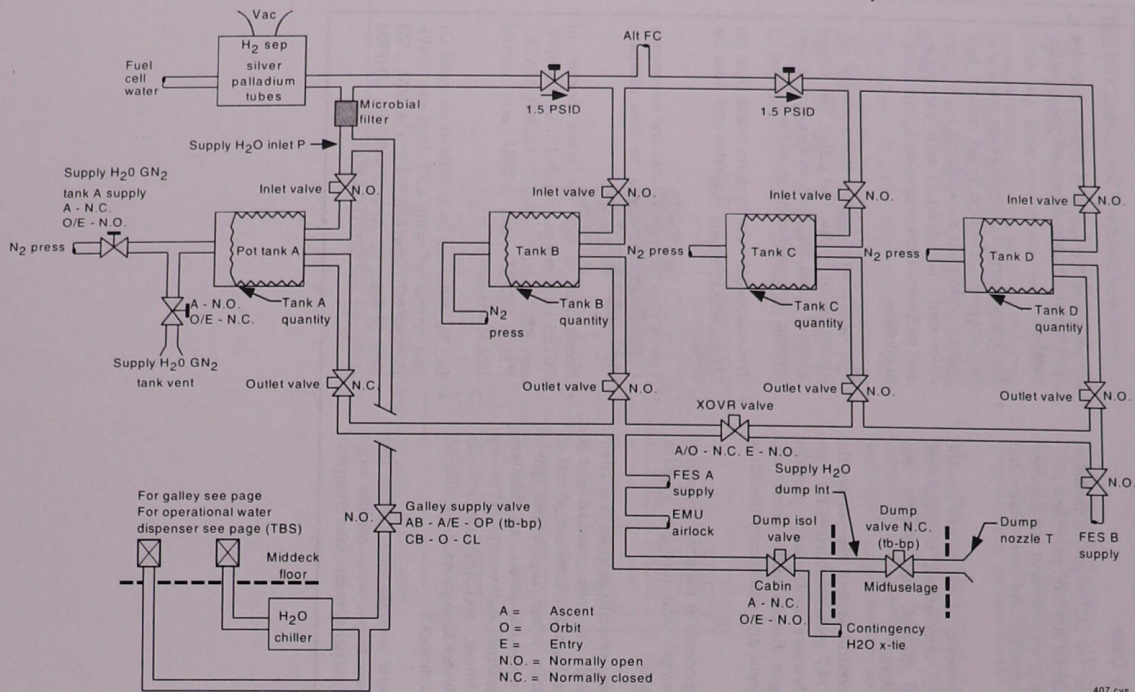 Vac
H2 sep
silver
palladium
tubes
Fuel
cell
water
Alt FC
1.5 PSID
1.5 PSID
Microbial
filter
Supply H2O inlet P
Supply H20 GN2
tank A supply
A - N.C.
O/E - N.O.
Inlet valve
N.O.
Inlet valve
N.O.
Inlet valve
N.O.
Inlet valve
N.O.
N2 press
Pot tank A
Tank B
N2 press
Tank C
N2 press
Tank D
A - N.O.
O/E - N.C.
Tank A
quantity
N2
press
Tank B
quantity
Tank C
quantity
Tank D
quantity
Supply H20 GN2
tank vent
Outlet valve
N.C.
Outlet valve
N.O.
Outlet valve
N.O.
Outlet valve
N.O.
XOVR valve
A/O - N.C. E - N.O.
FES A
supply
EMU
airlock
Supply H2O
dump Int
N.O.
FES B
supply
For galley see page
For operational water
dispenser see page (TBS)
N.O.
Galley supply valve
AB - A/E - OP (tb-bp)
CB - O - CL
Dump isol
valve
Dump
valve N.C.
(tb-bp)
Dump
nozzle T
Middeck
floor
H2O
chiller
Cabin
A - N.C.
O/E - N.O.
Midfuselage
Contingency
H2O x-tie
A = Ascent
O = Orbit
E = Entry
N.O. = Normally open
N.C. = Normally closed